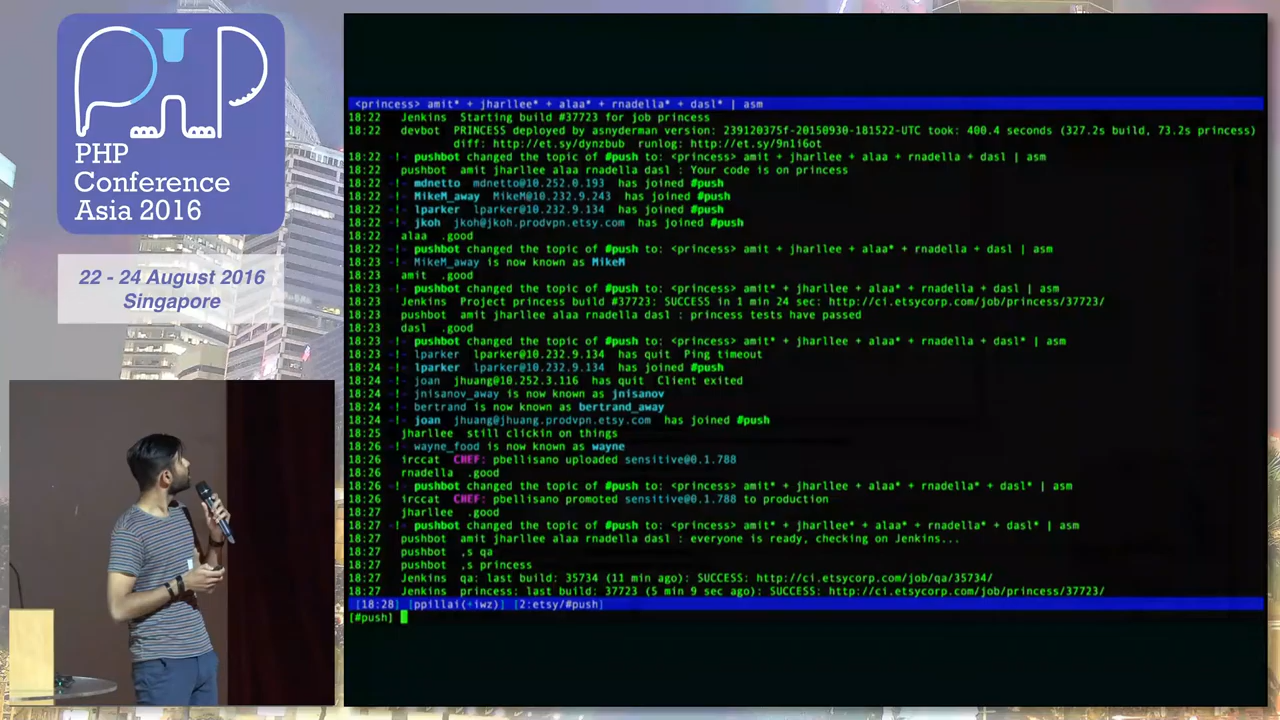 PHP
Conference
Asia 2016
22 - 24 August 2016
Singapore
<princess> amit* + jharllee* + alaa* + rnadella* + dasl* | asm
18:22 Jenkins Starting build #37723 for job princess
18:22 devbot PRINCESS deployed by asnyderman version: 239120375f-20150930-181522-UTC took: 400.4 seconds (327.2s build, 73.2s princess)
diff: http://et.sy/dynzbub runlog: http://et.sy/9n1i6ot
18:22 -!- pushbot changed the topic of #push to: <princess> amit + jharllee + alaa + rnadella + dasl | asm
18:22 pushbot amit jharllee alaa rnadella dasl : Your code is on princess
18:22 -!- mdnetto mdnetto@10.252.0.193 has joined #push
18:22 -!- MikeM_away MikeM@10.232.9.243 has joined #push
18:22 -!- lparker lparker@10.232.9.134 has joined #push
18:22 -!- jkoh jkoh@jkoh.prodvpn.etsy.com has joined #push
18:22 alaa .good
18:22 -!- pushbot changed the topic of #push to: <princess> amit + jharllee + alaa* + rnadella + dasl | asm
18:23 -!- MikeM_away is now known as MikeM
18:23 amit .good
18:23 -!- pushbot changed the topic of #push to: <princess> amit* + jharllee + alaa* + rnadella + dasl | asm
18:23 Jenkins Project princess build #37723: SUCCESS in 1 min 24 sec: http://ci.etsycorp.com/job/princess/37723/
18:23 pushbot amit jharllee alaa rnadella dasl : princess tests have passed
18:23 dasl .good
18:23 -!- pushbot changed the topic of #push to: <princess> amit* + jharllee + alaa* + rnadella + dasl* | asm
18:23 -!- lparker lparker@10.232.9.134 has quit Ping timeout
18:24 -!- lparker lparker@10.232.9.134 has joined #push
18:24 -!- joan jhuang@10.252.3.116 has quit Client exited
18:24 -!- jnisanov_away is now known as jnisanov
18:24 -!- bertrand is now known as bertrand_away
18:24 -!- joan jhuang@jhuang.prodvpn.etsy.com has joined #push
18:25 jharllee still clickin on things
18:26 -!- wayne_food is now known as wayne
18:26 irccat CHEF: pbellisano uploaded sensitive@0.1.788
18:26 rnadella .good
18:26 -!- pushbot changed the topic of #push to: <princess> amit* + jharllee + alaa* + rnadella* + dasl* | asm
18:26 irccat CHEF: pbellisano promoted sensitive@0.1.788 to production
18:27 jharllee .good
18:27 -!- pushbot changed the topic of #push to: <princess> amit* + jharllee* + alaa* + rnadella* + dasl* | asm
18:27 pushbot amit jharllee alaa rnadella dasl : everyone is ready, checking on Jenkins...
18:27 pushbot ,s qa
18:27 pushbot ,s princess
18:27 Jenkins qa: last build: 35734 (11 min ago): SUCCESS: http://ci.etsycorp.com/job/qa/35734/
18:27 Jenkins princess: last build: 37723 (5 min 9 sec ago): SUCCESS: http://ci.etsycorp.com/job/princess/37723/
[18:28] [ppillai(+iwz)] [2:etsy/#push]
[#push]